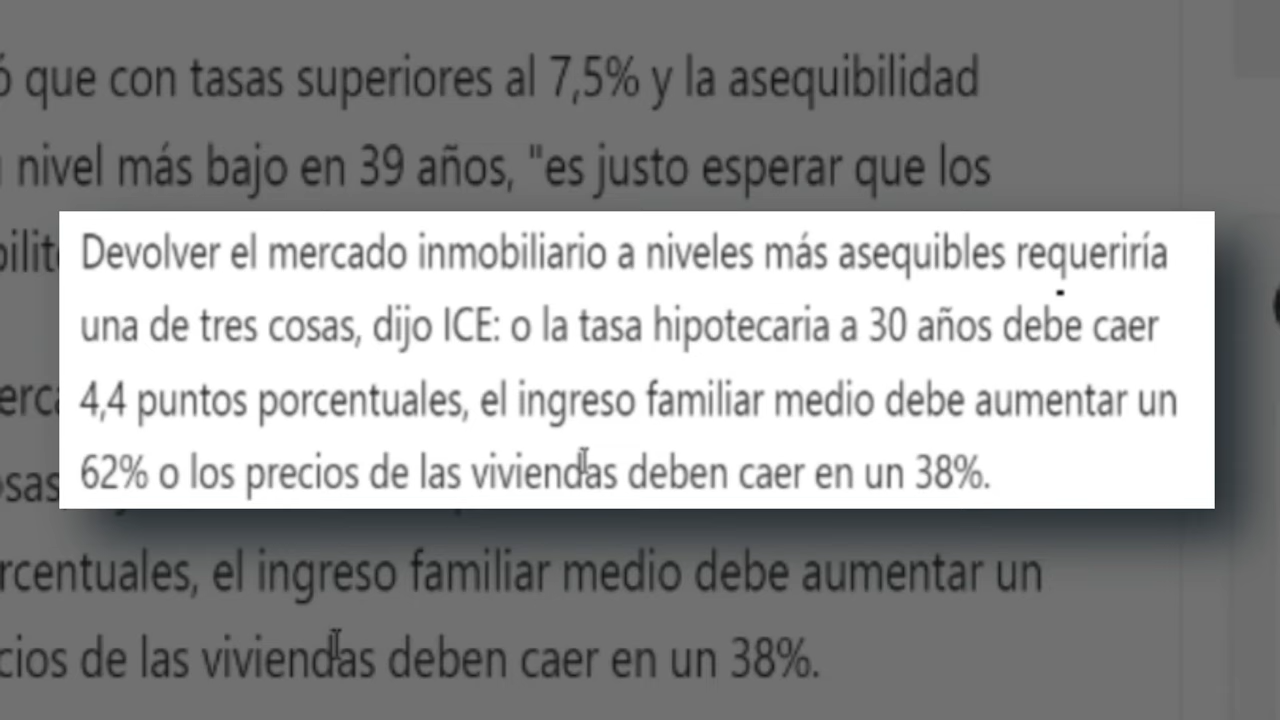 que con tasas superiores al 7,5% y la asequibilidad
nivel más bajo en 39 años, "es justo esperar que los
Devolver el mercado inmobiliario a niveles más asequibles requeriría
una de tres cosas, dijo ICE: o la tasa hipotecaria a 30 años debe caer
4,4 puntos porcentuales, el ingreso familiar medio debe aumentar un
62% o los precios de las viviendas deben caer en un 38%.
rcentuales, el ingreso familiar medio debe aumentar un
cios de las viviendas deben caer en un 38%.